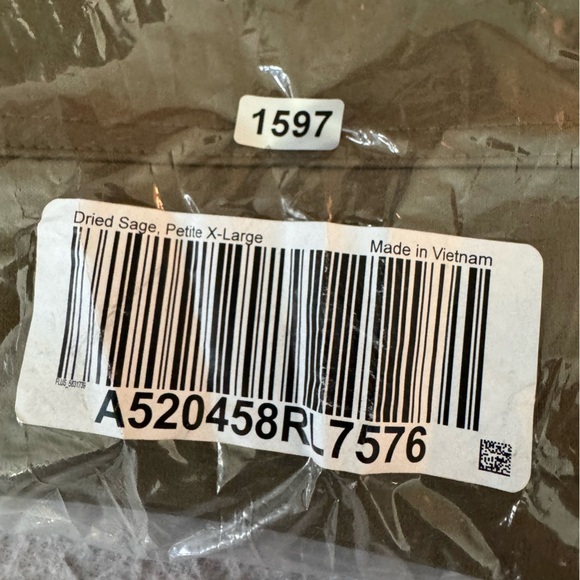 1597
Dried Sage, Petite X-Large
Made in Vietnam
A520458RL7576